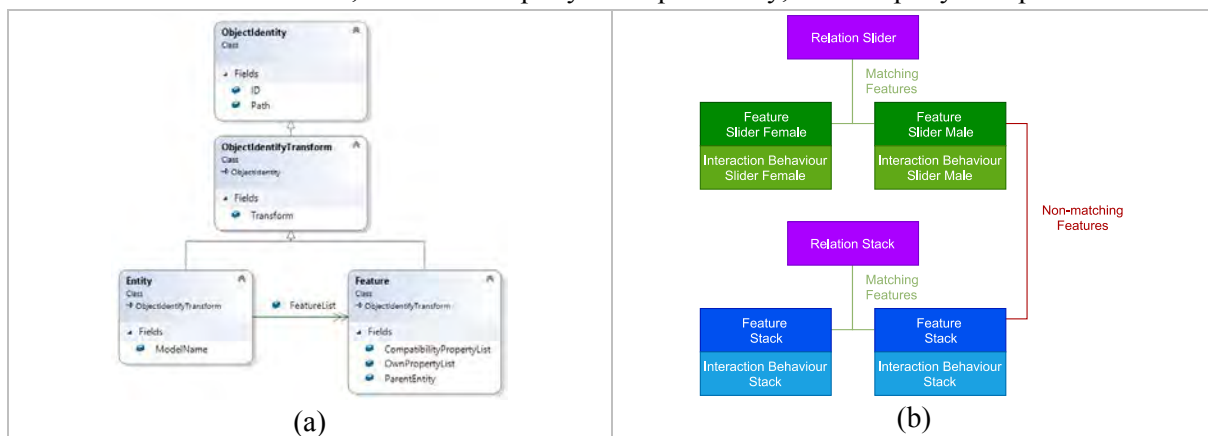 ObjectIdentity
Class
Fields
ID
Path
ObjectIdentifyTransform
Class
ObjectIdentity
Fields
Transform
Entity
Class
ObjectIdentifyTransform
Fields
ModelName
FeatureList
Feature
Class
ObjectIdentifyTransform
Fields
CompatibilityPropertyList
OwnPropertyList
ParentEntity
(a)
Relation Slider
Matching
Features
Feature
Slider Female
Interaction Behaviour
Slider Female
Feature
Slider Male
Interaction Behaviour
Slider Male
Non-matching
Features
Relation Stack
Matching
Features
Feature
Stack
Interaction Behaviour
Stack
Feature
Stack
Interaction Behaviour
Stack
(b)